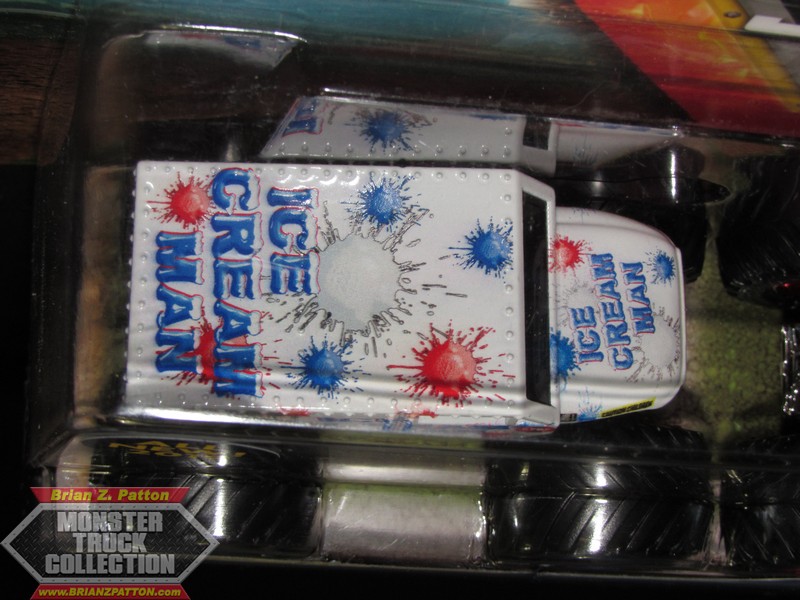 ICE
CREAM
MAN
ICE
CREAM
MAN
Brian Z. Patton
MONSTER
TRUCK
COLLECTION
www.BRIANZPATTON.com